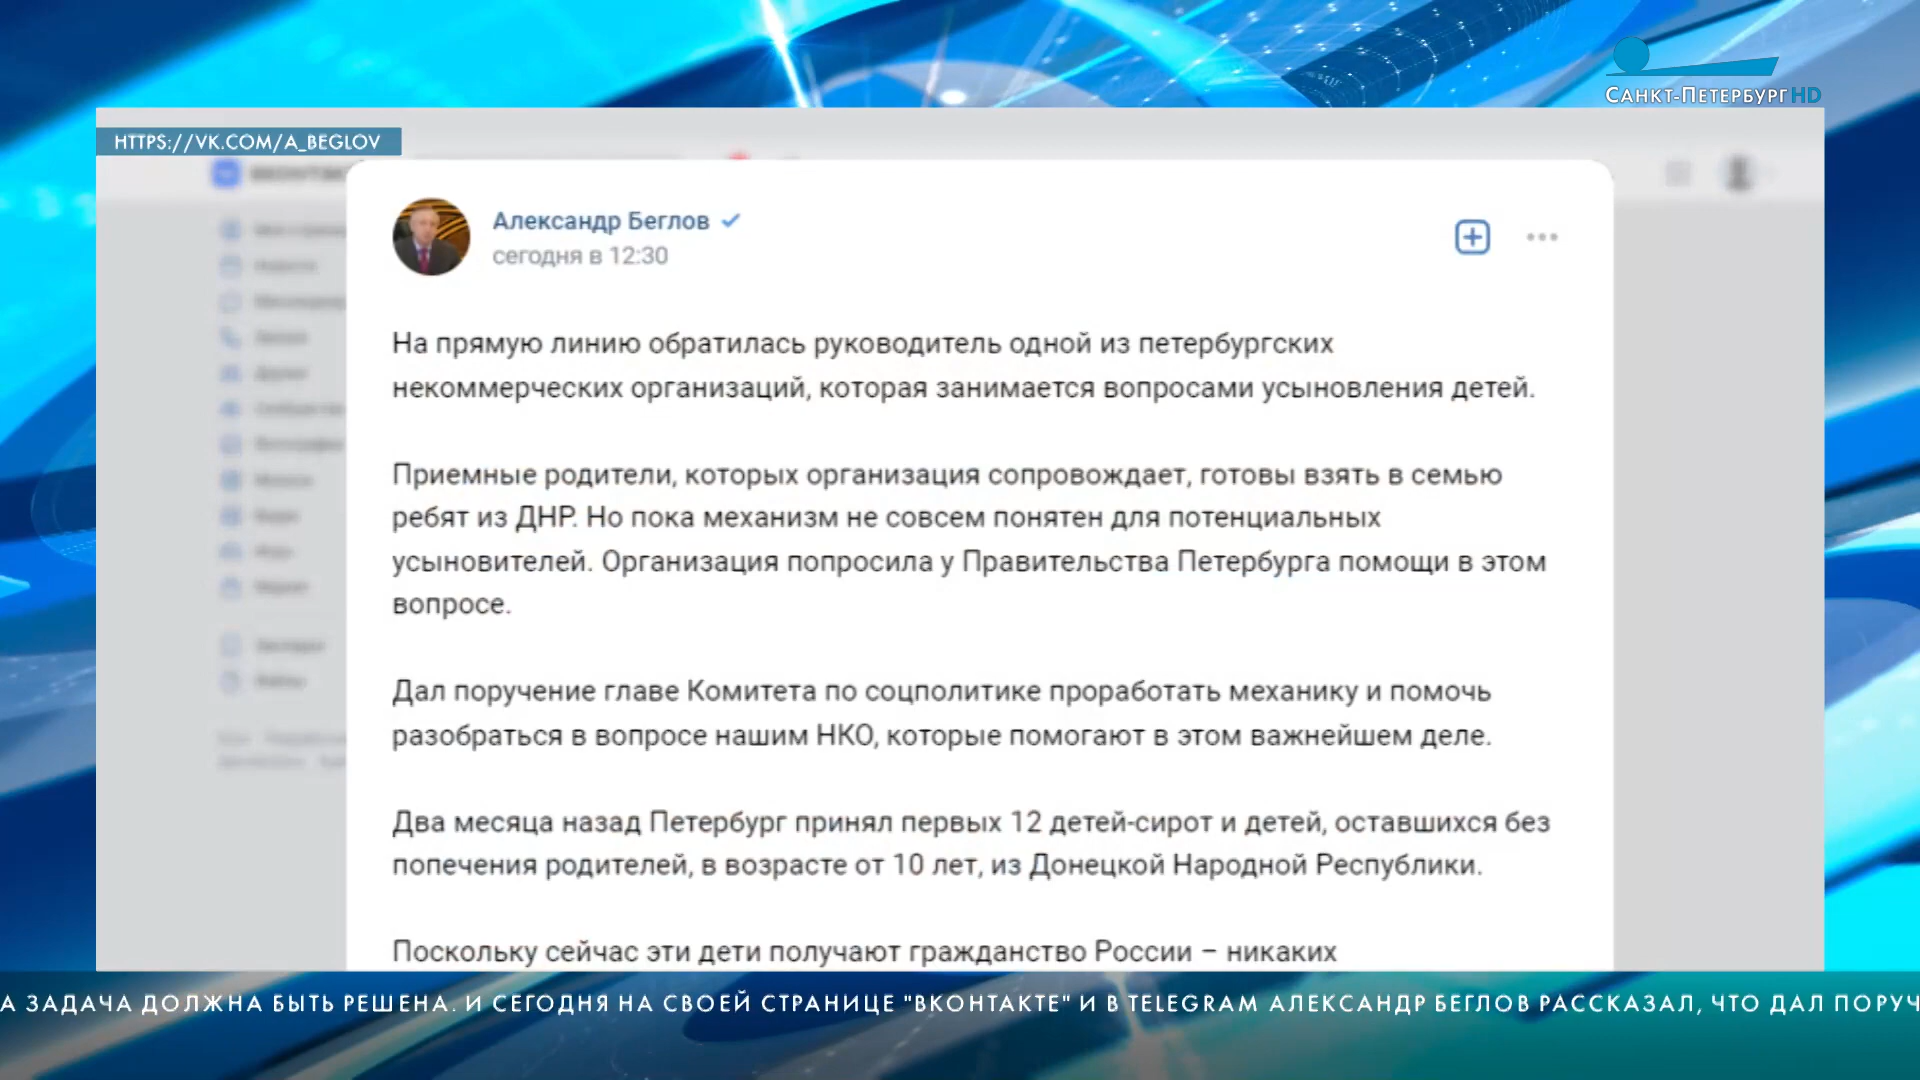 САНКТ-ПЕТЕРБУРГ HD
HTTPS://VK.COM/A_BEGLOV
Александр Беглов
сегодня в 12:30
На прямую линию обратилась руководитель одной из петербургских
некоммерческих организаций, которая занимается вопросами усыновления детей.
Приемные родители, которых организация сопровождает, готовы взять в семью
ребят из ДНР. Но пока механизм не совсем понятен для потенциальных
усыновителей. Организация попросила у Правительства Петербурга помощи в этом
вопросе.
Дал поручение главе Комитета по соцполитике проработать механику и помочь
разобраться в вопросе нашим НКО, которые помогают в этом важнейшем деле.
Два месяца назад Петербург принял первых 12 детей-сирот и детей, оставшихся без
попечения родителей, в возрасте от 10 лет, из Донецкой Народной Республики.
Поскольку сейчас эти дети получают гражданство России – никаких
А ЗАДАЧА ДОЛЖНА БЫТЬ РЕШЕНА. И СЕГОДНЯ НА СВОЕЙ СТРАНИЦЕ "ВКОНТАКТЕ" И В TELEGRAM АЛЕКСАНДР БЕГЛОВ РАССКАЗАЛ, ЧТО ДАЛ ПОРУЧ